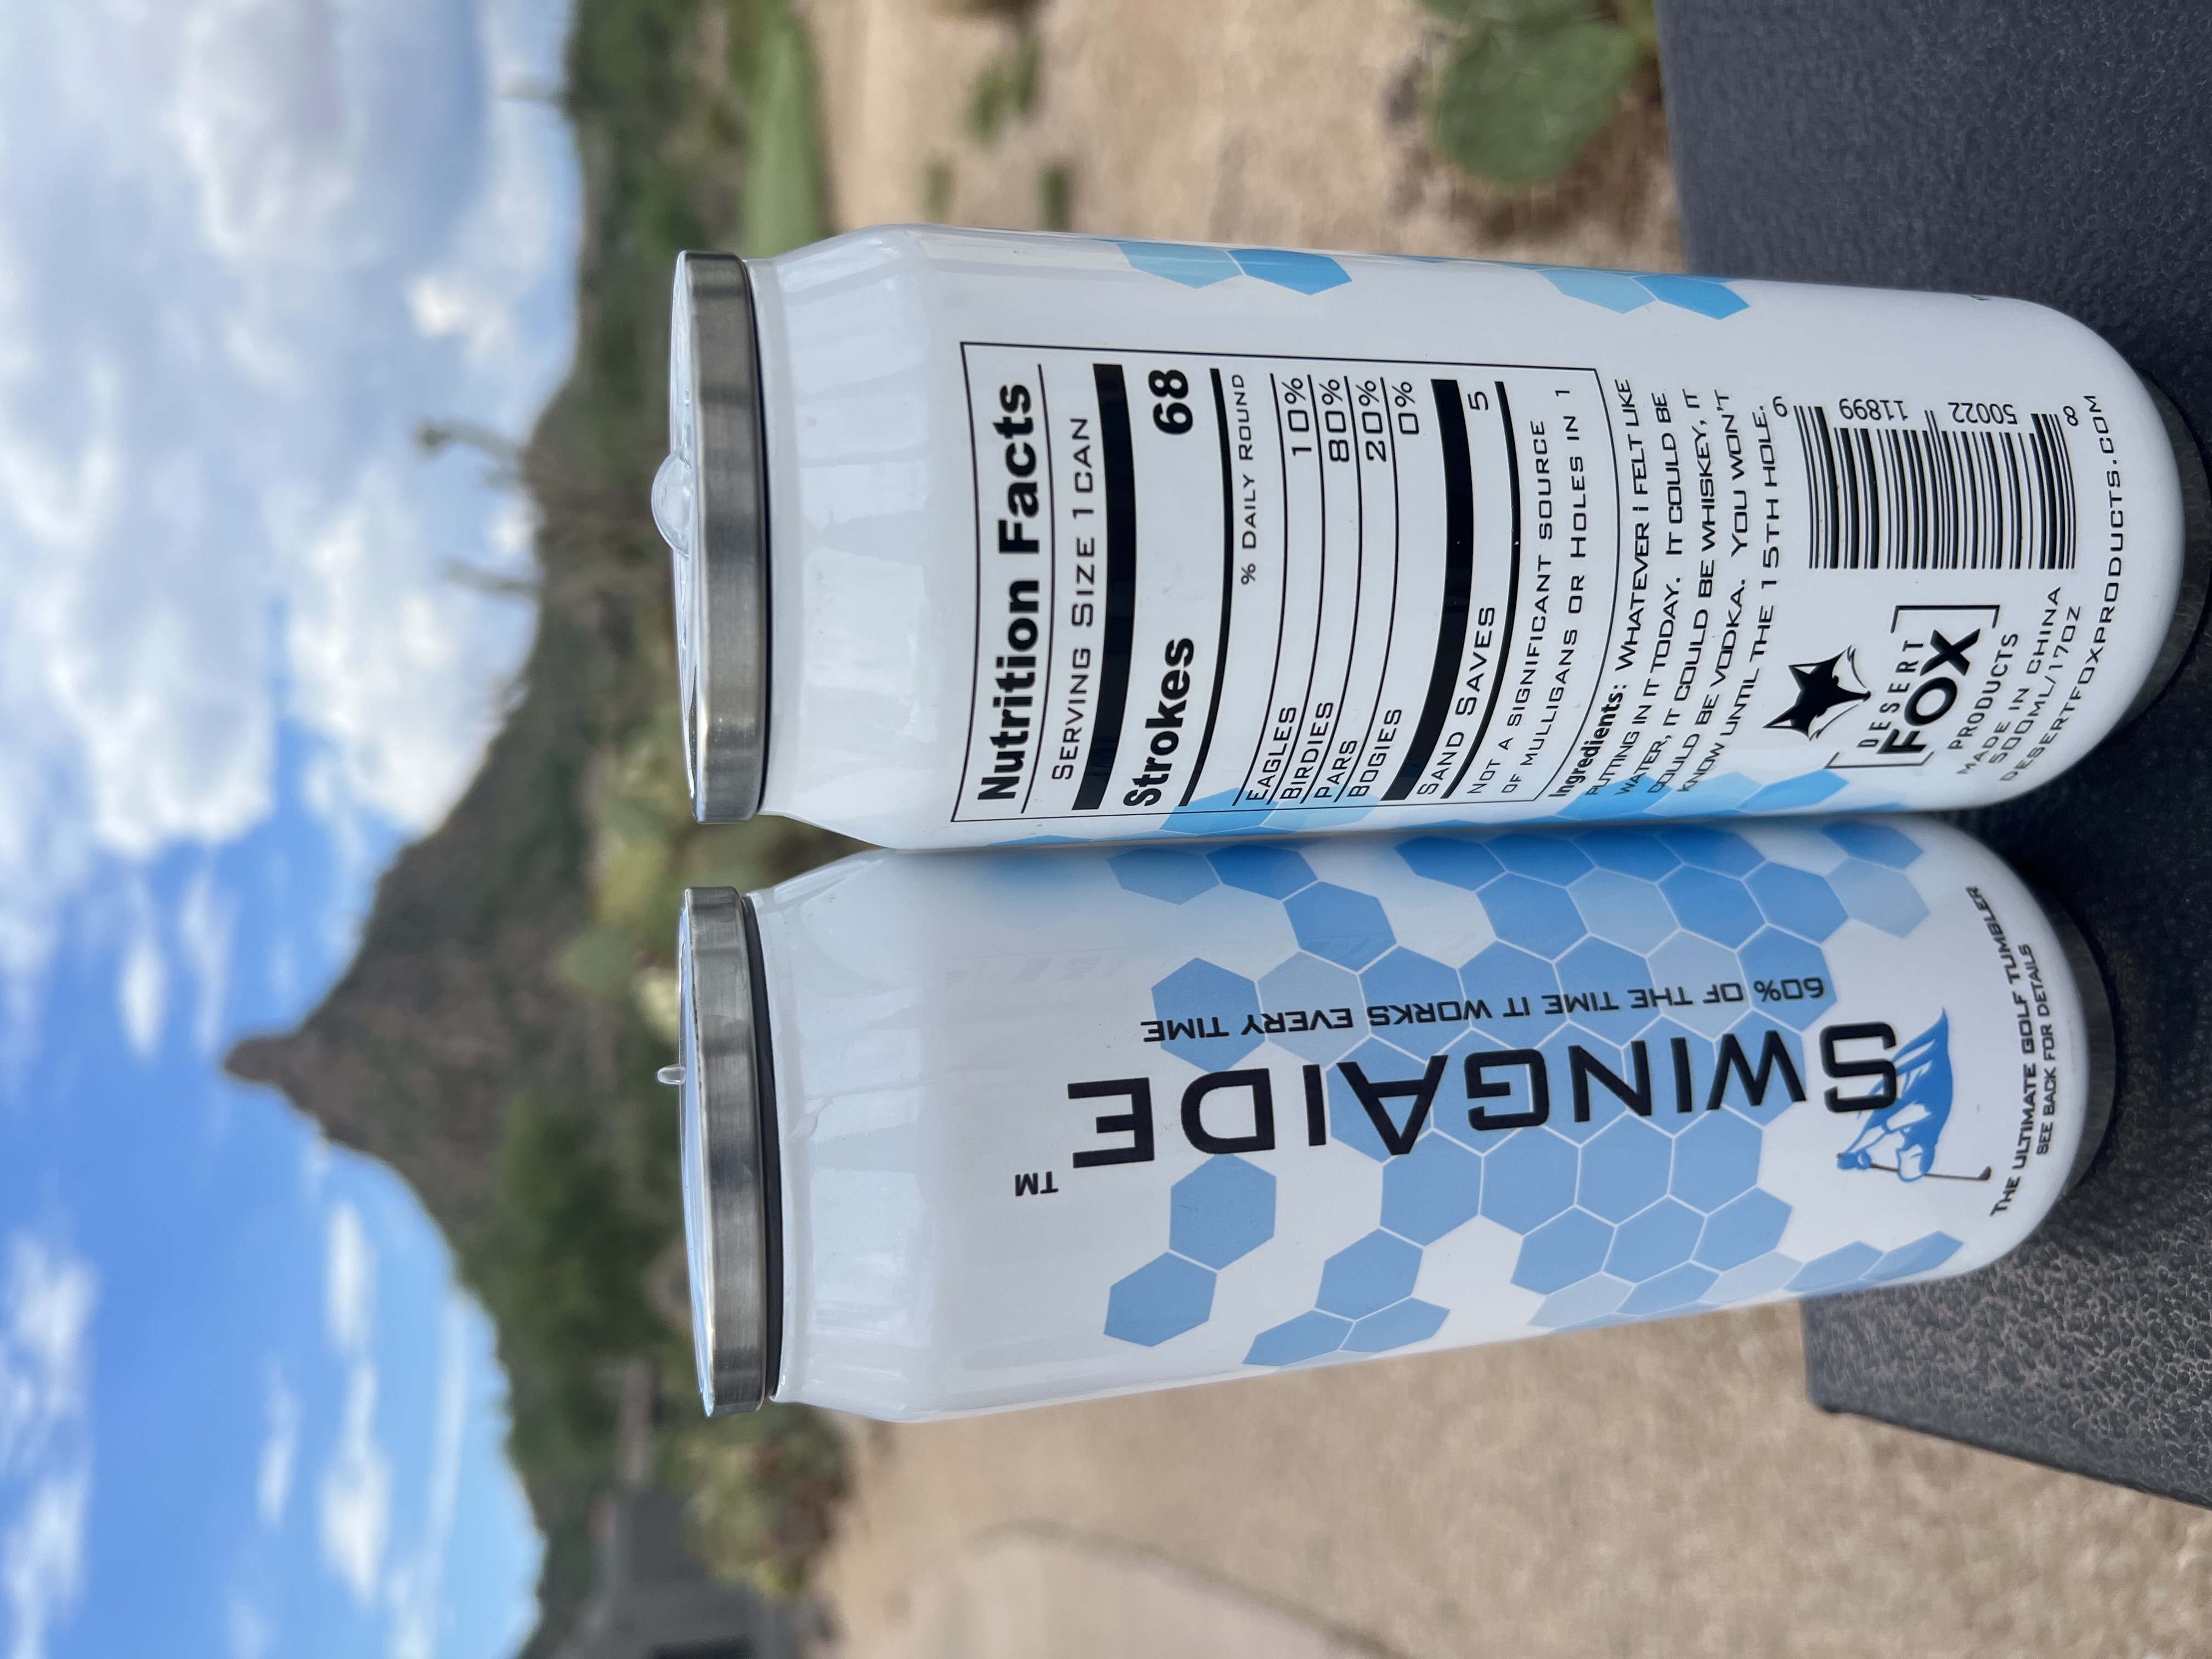 SWINGAIDE™
60% OF THE TIME IT WORKS EVERY TIME
THE ULTIMATE GOLF TUMBLER
SEE BACK FOR DETAILS
Nutrition Facts
SERVING SIZE 1 CAN
Strokes 68
% DAILY ROUND
EAGLES 10%
BIRDIES 80%
PARS 20%
BOGIES 0%
SAND SAVES 5
NOT A SIGNIFICANT SOURCE
OF MULLIGANS OR HOLES IN 1
Ingredients: WHATEVER I FELT LIKE
PUTTING IN IT TODAY. IT COULD BE
WATER, IT COULD BE WHISKEY, IT
COULD BE VODKA. YOU WON'T
KNOW UNTIL THE 15TH HOLE.
DESERT
FOX
PRODUCTS
MADE IN CHINA
500ML/17OZ
DESERTFOXPRODUCTS.COM
8 50022 11899 9